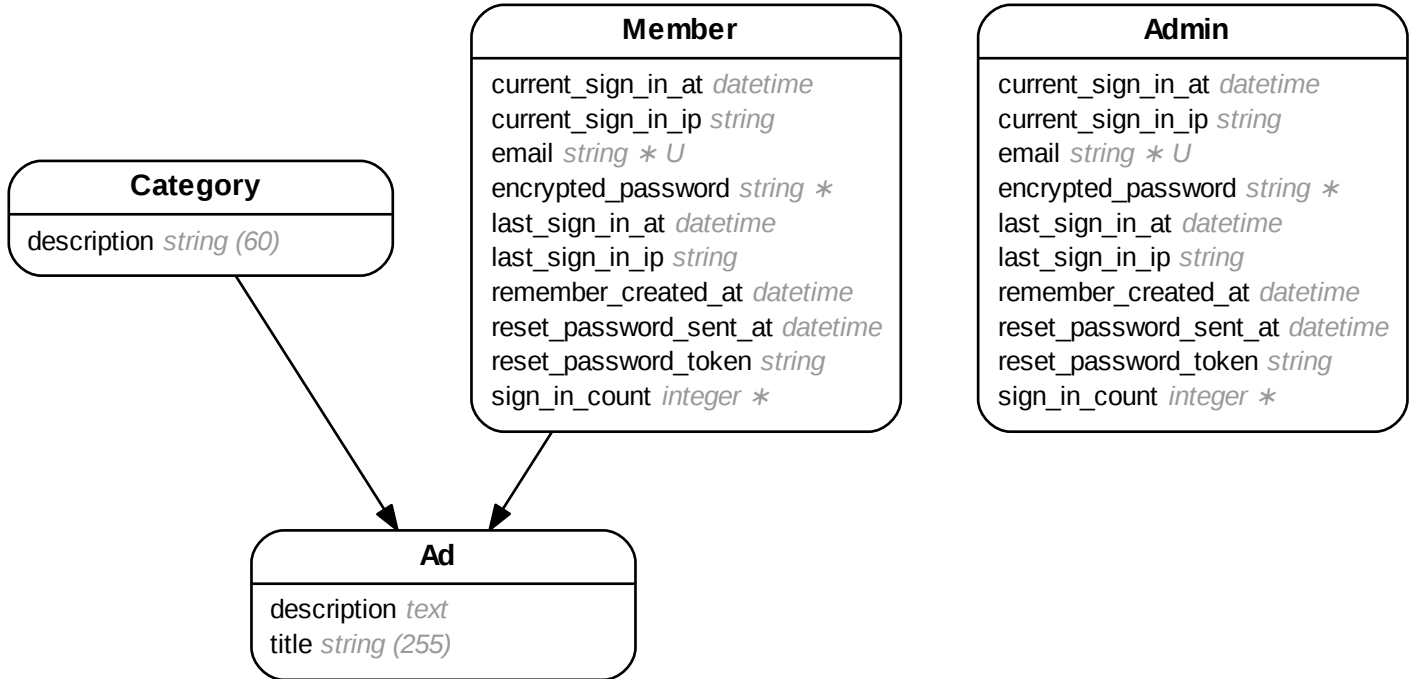 Category
description string (60)
Member
current_sign_in_at datetime
current_sign_in_ip string
email string ∗ U
encrypted_password string ∗
last_sign_in_at datetime
last_sign_in_ip string
remember_created_at datetime
reset_password_sent_at datetime
reset_password_token string
sign_in_count integer ∗
Admin
current_sign_in_at datetime
current_sign_in_ip string
email string ∗ U
encrypted_password string ∗
last_sign_in_at datetime
last_sign_in_ip string
remember_created_at datetime
reset_password_sent_at datetime
reset_password_token string
sign_in_count integer ∗
Ad
description text
title string (255)